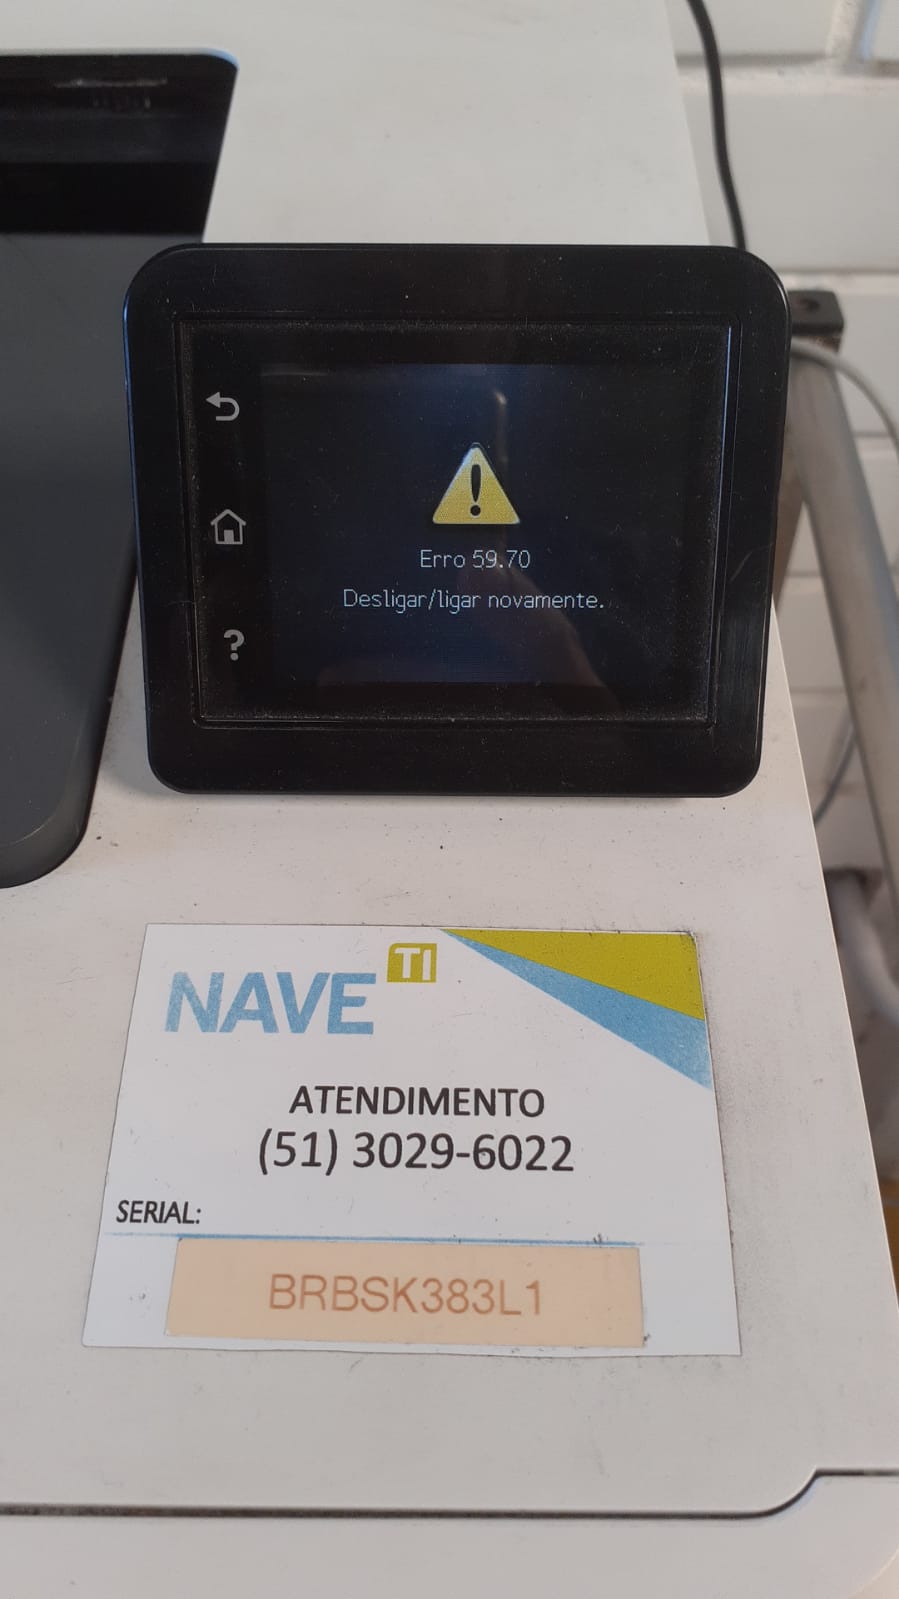 ?
Erro 59.70
Desligar/ligar novamente.
NAVE TI
ATENDIMENTO
(51) 3029-6022
SERIAL:
BRBSK383L1